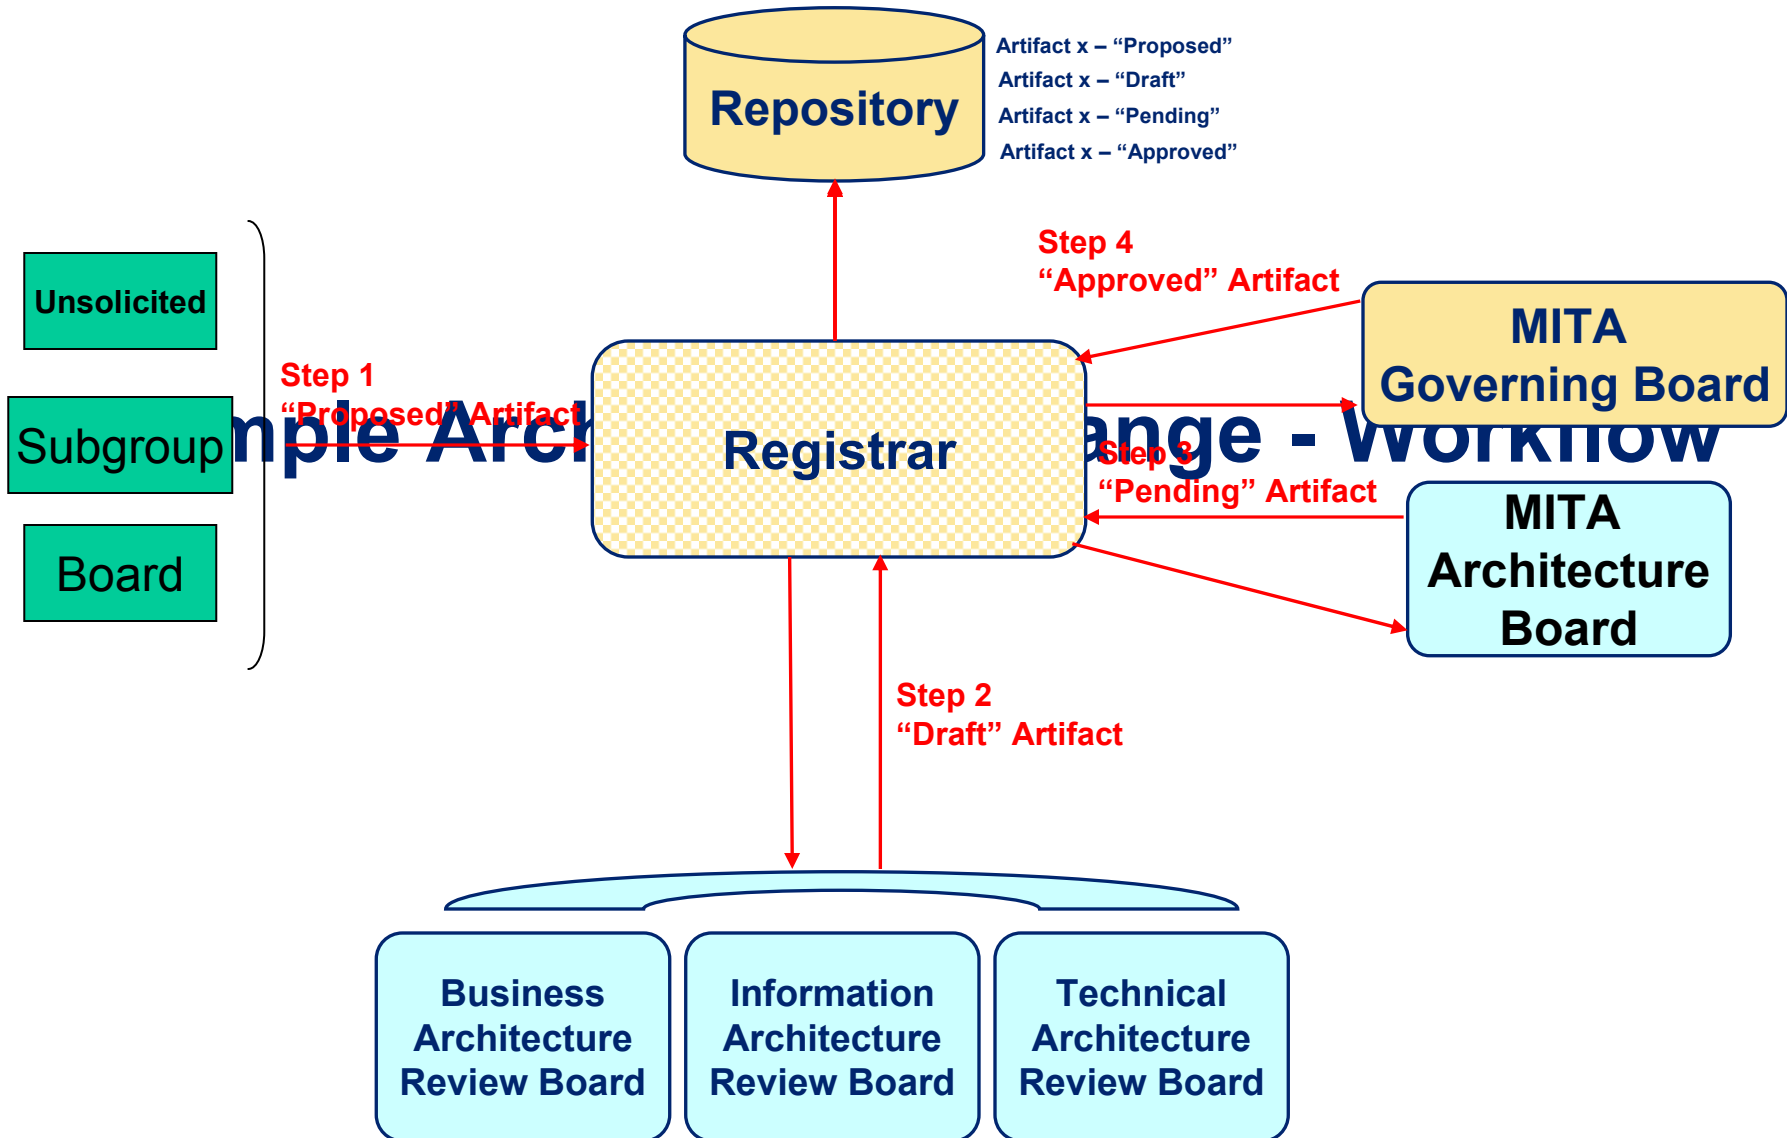 Artifact x – “Proposed”
Artifact x – “Draft”
Repository
Artifact x – “Pending”
Artifact x – “Approved”
Step 4
“Approved” Artifact
Unsolicited
MITA
Governing Board
Step 1
“Proposed” Artifact
Subgroup
Registrar
- Workflow
Step 3
“Pending” Artifact
MITA
Architecture
Board
Board
Step 2
“Draft” Artifact
Business
Architecture
Review Board
Information
Architecture
Review Board
Technical
Architecture
Review Board